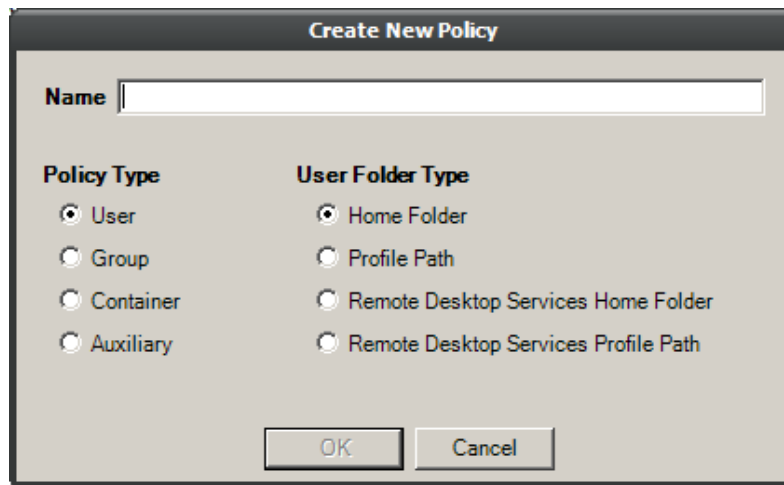 Create New Policy
Name
Policy Type
User
Group
Container
Auxiliary
User Folder Type
Home Folder
Profile Path
Remote Desktop Services Home Folder
Remote Desktop Services Profile Path
OK
Cancel